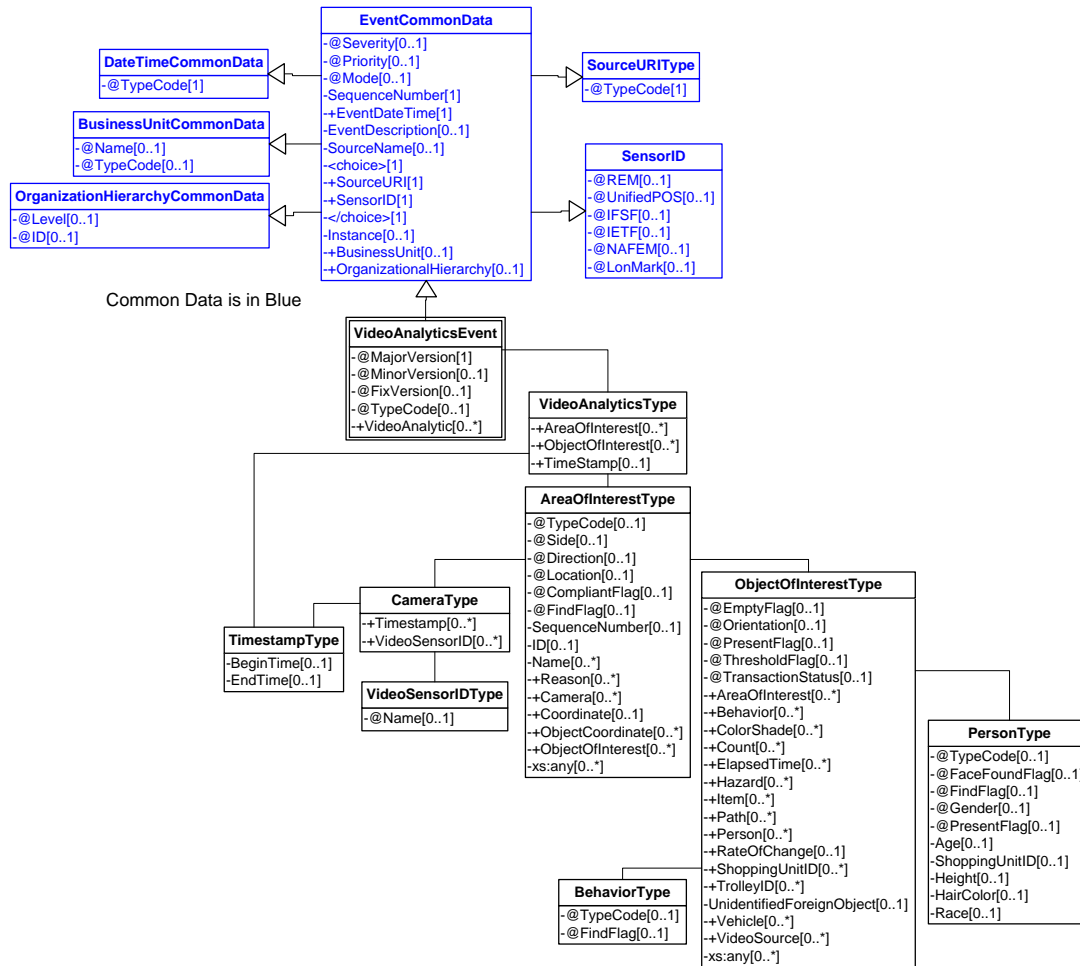 EventCommonData
-@Severity[0..1]
-@Priority[0..1]
-@Mode[0..1]
-SequenceNumber[1]
-+EventDateTime[1]
-EventDescription[0..1]
-SourceName[0..1]
-<choice>[1]
-+SourceURI[1]
-+SensorID[1]
-</choice>[1]
-Instance[0..1]
-+BusinessUnit[0..1]
-+OrganizationalHierarchy[0..1]
DateTimeCommonData
-@TypeCode[1]
BusinessUnitCommonData
-@Name[0..1]
-@TypeCode[0..1]
OrganizationHierarchyCommonData
-@Level[0..1]
-@ID[0..1]
SourceURIType
-@TypeCode[1]
SensorID
-@REM[0..1]
-@UnifiedPOS[0..1]
-@IFSF[0..1]
-@IETF[0..1]
-@NAFEM[0..1]
-@LonMark[0..1]
Common Data is in Blue
VideoAnalyticsEvent
-@MajorVersion[1]
-@MinorVersion[0..1]
-@FixVersion[0..1]
-@TypeCode[0..1]
-+VideoAnalytic[0..*]
VideoAnalyticsType
-+AreaOfInterest[0..*]
-+ObjectOfInterest[0..*]
-+TimeStamp[0..1]
AreaOfInterestType
-@TypeCode[0..1]
-@Side[0..1]
-@Direction[0..1]
-@Location[0..1]
-@CompliantFlag[0..1]
-@FindFlag[0..1]
-SequenceNumber[0..1]
-ID[0..1]
-Name[0..*]
-+Reason[0..*]
-+Camera[0..*]
-+Coordinate[0..1]
-+ObjectCoordinate[0..*]
-+ObjectOfInterest[0..*]
-xs:any[0..*]
CameraType
-+Timestamp[0..*]
-+VideoSensorID[0..*]
TimestampType
-BeginTime[0..1]
-EndTime[0..1]
VideoSensorIDType
-@Name[0..1]
ObjectOfInterestType
-@EmptyFlag[0..1]
-@Orientation[0..1]
-@PresentFlag[0..1]
-@ThresholdFlag[0..1]
-@TransactionStatus[0..1]
-+AreaOfInterest[0..*]
-+Behavior[0..*]
-+ColorShade[0..*]
-+Count[0..*]
-+ElapsedTime[0..*]
-+Hazard[0..*]
-+Item[0..*]
-+Path[0..*]
-+Person[0..*]
-+RateOfChange[0..1]
-+ShoppingUnitID[0..*]
-+TrolleyID[0..*]
-UnidentifiedForeignObject[0..1]
-+Vehicle[0..*]
-+VideoSource[0..*]
-xs:any[0..*]
PersonType
-@TypeCode[0..1]
-@FaceFoundFlag[0..1]
-@FindFlag[0..1]
-@Gender[0..1]
-@PresentFlag[0..1]
-Age[0..1]
-ShoppingUnitID[0..1]
-Height[0..1]
-HairColor[0..1]
-Race[0..1]
BehaviorType
-@TypeCode[0..1]
-@FindFlag[0..1]